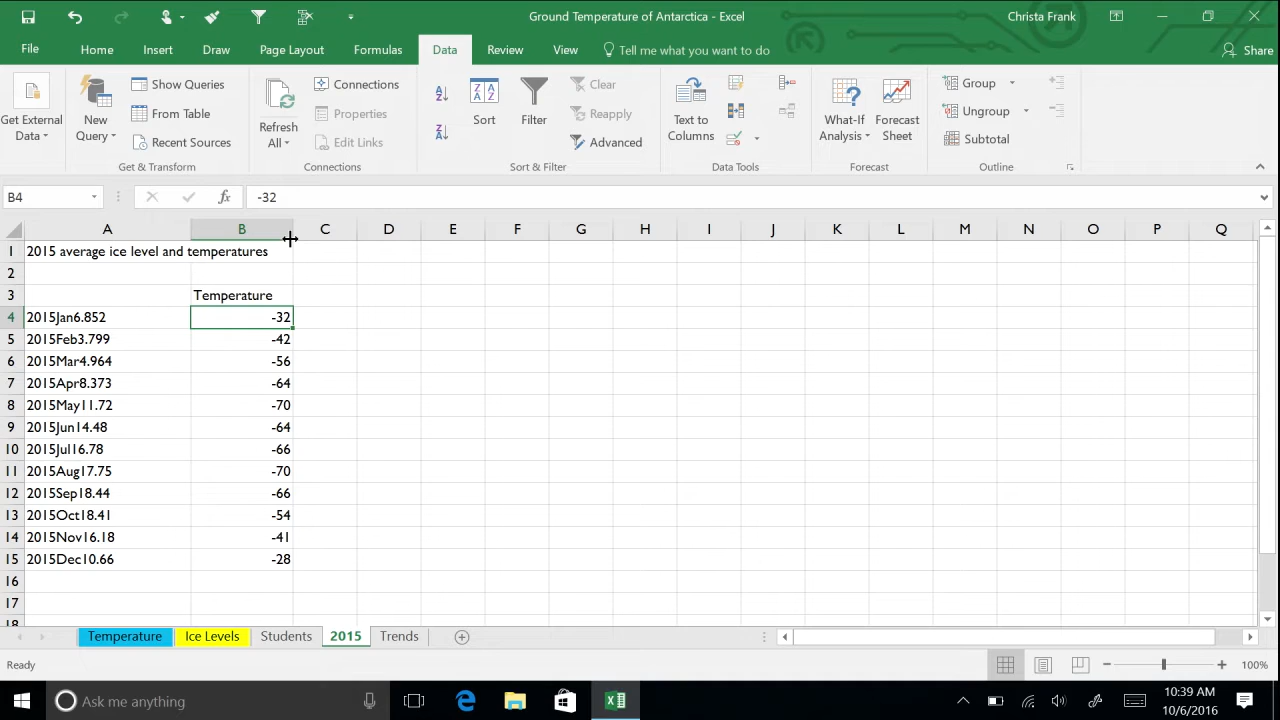 Ground Temperature of Antarctica - Excel
Christa Frank
File Home Insert Draw Page Layout Formulas Data Review View Tell me what you want to do Share
Get External Data
New Query
Show Queries
From Table
Recent Sources
Get & Transform
Refresh All
Connections
Properties
Edit Links
Connections
A Z
Z A
Z A A Z
Sort
Filter
Clear
Reapply
Advanced
Sort & Filter
Text to Columns
Data Tools
What-If Analysis
Forecast Sheet
Forecast
Group
Ungroup
Subtotal
Outline
B4 fx -32
A B C D E F G H I J K L M N O P Q
1 2015 average ice level and temperatures
2
3 Temperature
4 2015Jan6.852 -32
5 2015Feb3.799 -42
6 2015Mar4.964 -56
7 2015Apr8.373 -64
8 2015May11.72 -70
9 2015Jun14.48 -64
10 2015Jul16.78 -66
11 2015Aug17.75 -70
12 2015Sep18.44 -66
13 2015Oct18.41 -54
14 2015Nov16.18 -41
15 2015Dec10.66 -28
16
17
18
Temperature Ice Levels Students 2015 Trends
Ready 100%
Ask me anything
10:39 AM
10/6/2016